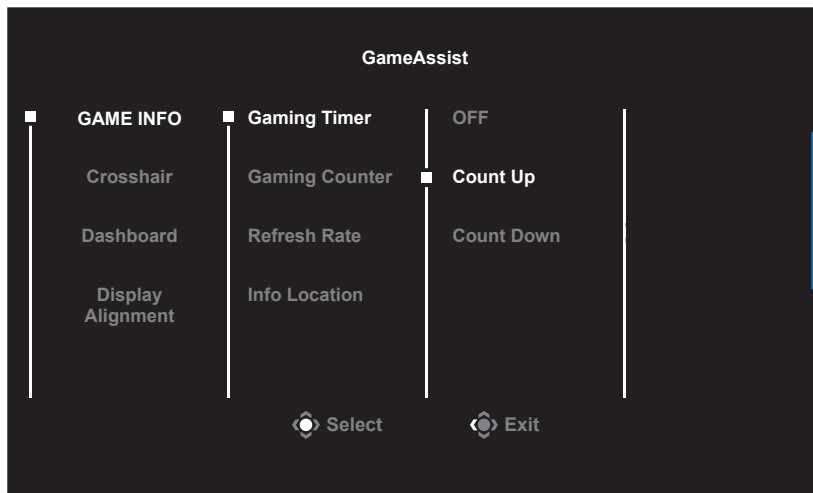 GameAssist
GAME INFO
Gaming Timer
OFF
Crosshair
Gaming Counter
Count Up
Dashboard
Refresh Rate
Count Down
Display
Alignment
Info Location
Select
Exit